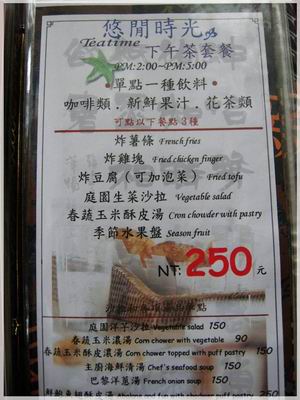 悠閒時光
Teatime 下午茶套餐
PM:2:00~PM:5:00
·單點一種飲料·
咖啡類．新鮮果汁．花茶類
可點以下餐點3種
炸薯條 French fries
炸雞塊 Fried chicken finger
炸豆腐（可加泡菜） Fried tofu
庭園生菜沙拉 Vegetable salad
春蔬玉米酥皮湯 Cron chowder with pastry
季節水果盤 Season fruit
NT: 250 元
庭園洋芋沙拉 Vegetable salad 150
春蔬玉米濃湯 Corn chower with vegetable 90
春蔬玉米酥皮濃湯 Corn chower topped with puff pastry 150
主廚海鮮清湯 Chef's seafood soup 150
巴黎洋蔥湯 French onion soup 150